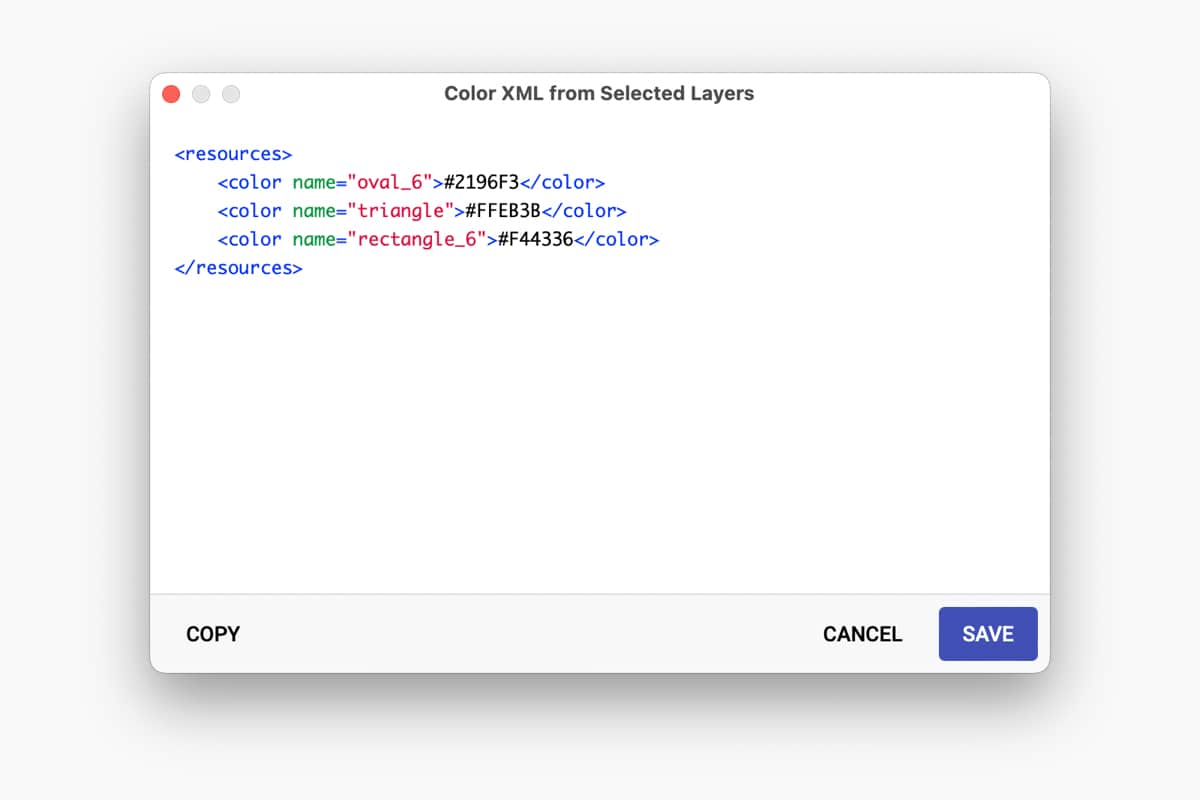 Color XML from Selected Layers
<resources>
    <color name="oval_6">#2196F3</color>
    <color name="triangle">#FFEB3B</color>
    <color name="rectangle_6">#F44336</color>
</resources>
COPY
CANCEL
SAVE